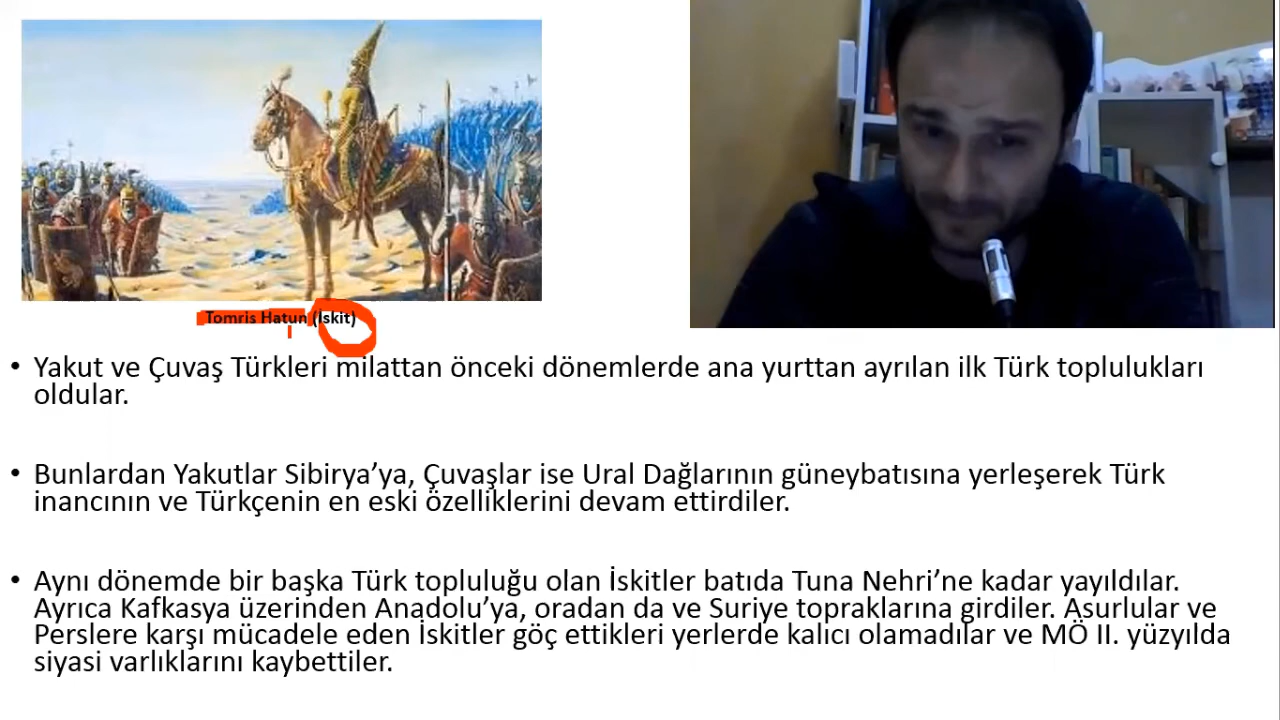 Tomris Hatun (İskit)
• Yakut ve Çuvaş Türkleri milattan önceki dönemlerde ana yurttan ayrılan ilk Türk toplulukları
oldular.
• Bunlardan Yakutlar Sibirya’ya, Çuvaşlar ise Ural Dağlarının güneybatısına yerleşerek Türk
inancının ve Türkçenin en eski özelliklerini devam ettirdiler.
• Aynı dönemde bir başka Türk topluluğu olan İskitler batıda Tuna Nehri’ne kadar yayıldılar.
Ayrıca Kafkasya üzerinden Anadolu’ya, oradan da ve Suriye topraklarına girdiler. Asurlular ve
Perslere karşı mücadele eden İskitler göç ettikleri yerlerde kalıcı olamadılar ve MÖ II. yüzyılda
siyasi varlıklarını kaybettiler.